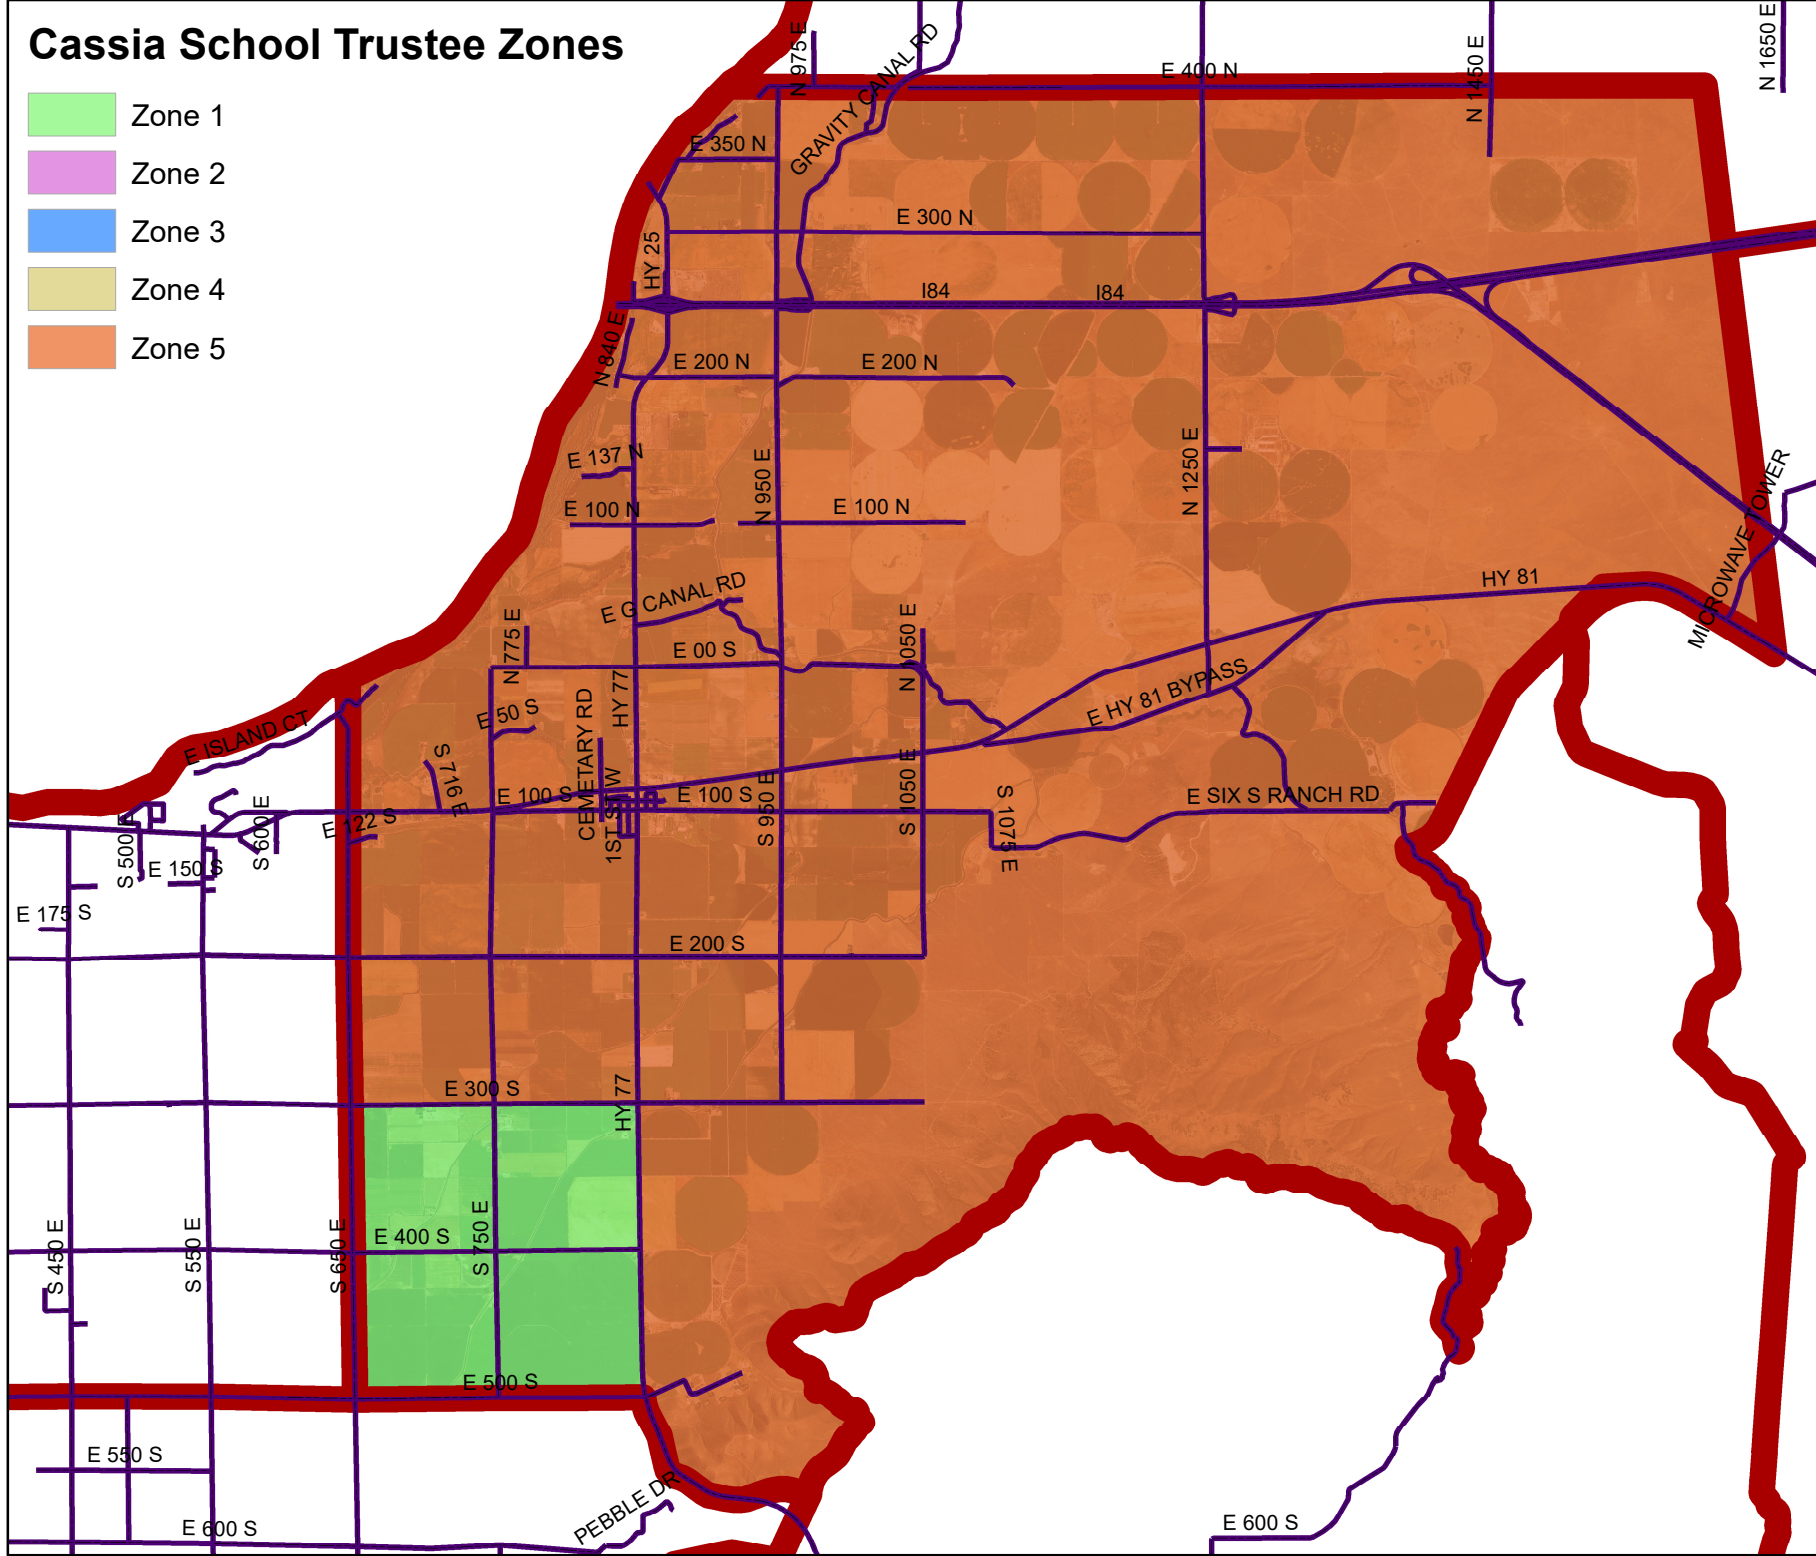 Cassia School Trustee Zones
Zone 1
Zone 2
Zone 3
Zone 4
Zone 5
N 975 E
GRAVITY CANAL RD
E 400 N
N 1450 E
N 1650 E
E 350 N
E 300 N
HY 25
I84
I84
N 840 E
E 200 N
E 200 N
E 137 N
N 950 E
N 1250 E
E 100 N
E 100 N
MICROWAVE TOWER
HY 81
E G CANAL RD
N 775 E
E 00 S
N 1050 E
HY 77
E HY 81 BYPASS
E 50 S
CEMETARY RD
E ISLAND CT
S 716 E
E 100 S
1ST ST W
E 100 S
S 950 E
S 1050 E
S 1075 E
E SIX S RANCH RD
E 122 S
S 500 E
S 600 E
E 150 S
E 175 S
E 200 S
E 300 S
HY 77
S 450 E
S 550 E
S 650 E
E 400 S
S 750 E
E 500 S
E 550 S
PEBBLE DR
E 600 S
E 600 S